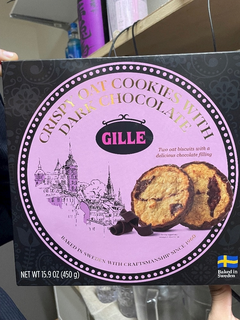 CRISPY OAT COOKIES WITH
DARK CHOCOLATE
GILLE
Two oat biscuits with a
delicious chocolate filling
BAKED IN SWEDEN WITH CRAFTSMANSHIP SINCE
NET WT 15.9 OZ (450 g)
Baked in
Sweden